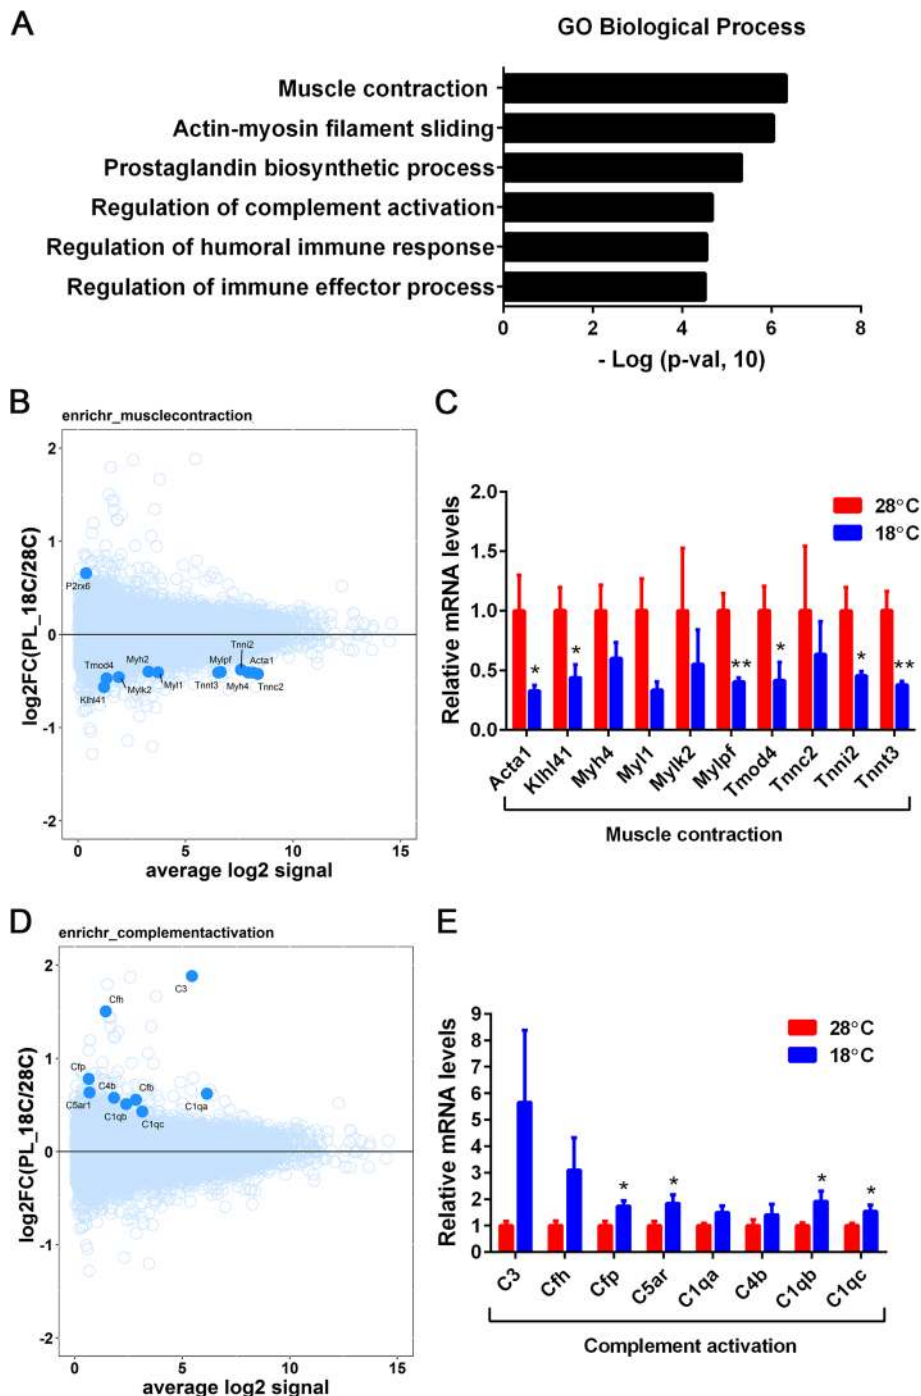 A
GO Biological Process
Muscle contraction
Actin-myosin filament sliding
Prostaglandin biosynthetic process
Regulation of complement activation
Regulation of humoral immune response
Regulation of immune effector process
0 2 4 6 8
- Log (p-val, 10)
B
enrichr_musclecontraction
log2FC(PL_18C/28C)
2
1
0
-1
-2
P2rx6
Tmod4
Myh2
Mylpf
Tnni2
Acta1
Klhl41
Mylk2
Myl1
Tnnt3
Myh4
Tnnc2
0 5 10 15
average log2 signal
C
Relative mRNA levels
2.0
1.5
1.0
0.5
0.0
28°C
18°C
* * ** * * **
Acta1 Klhl41 Myh4 Myl1 Mylk2 Mylpf Tmod4 Tnnc2 Tnni2 Tnnt3
Muscle contraction
D
enrichr_complementactivation
log2FC(PL_18C/28C)
2
1
0
-1
-2
C3
Cfh
Cfp
C4b
Cfb
C5ar1
C1qb
C1qa
C1qc
0 5 10 15
average log2 signal
E
Relative mRNA levels
9
8
7
6
5
4
3
2
1
0
28°C
18°C
* * * *
C3 Cfh Cfp C5ar C1qa C4b C1qb C1qc
Complement activation